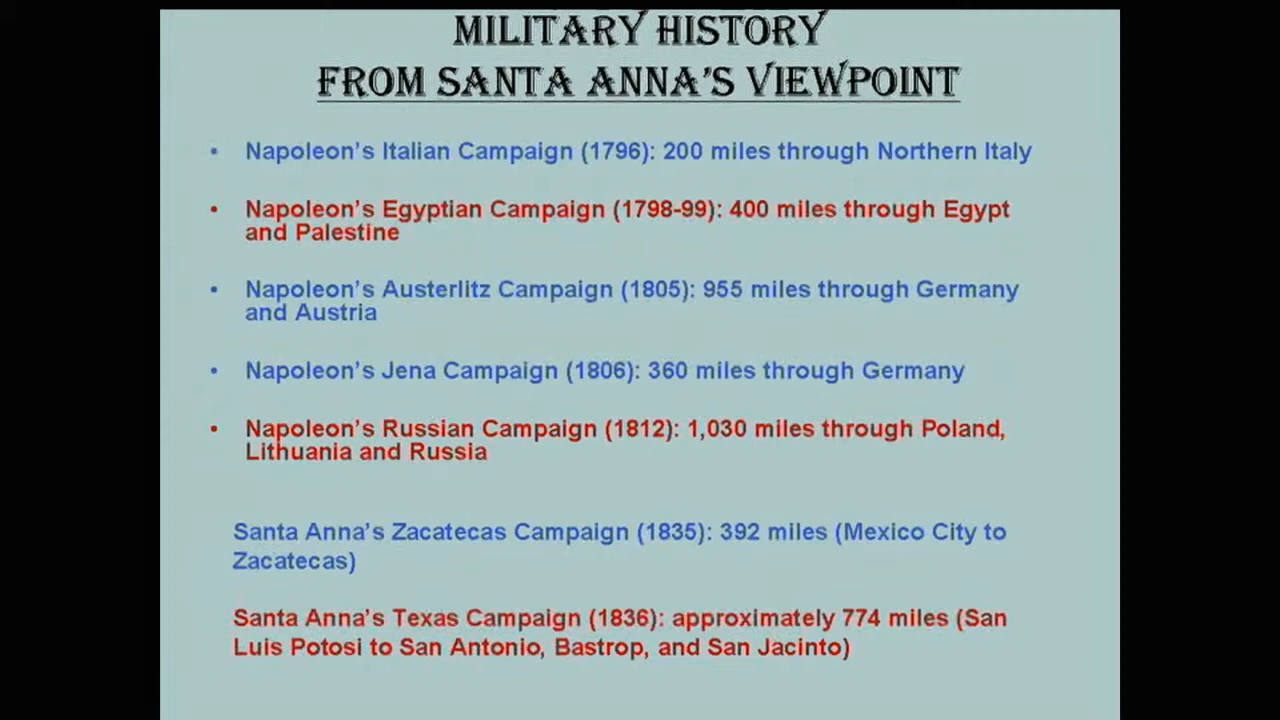 MILITARY HISTORY
FROM SANTA ANNA'S VIEWPOINT
• Napoleon's Italian Campaign (1796): 200 miles through Northern Italy
• Napoleon's Egyptian Campaign (1798-99): 400 miles through Egypt
and Palestine
• Napoleon's Austerlitz Campaign (1805): 955 miles through Germany
and Austria
• Napoleon's Jena Campaign (1806): 360 miles through Germany
• Napoleon's Russian Campaign (1812): 1,030 miles through Poland,
Lithuania and Russia
Santa Anna's Zacatecas Campaign (1835): 392 miles (Mexico City to
Zacatecas)
Santa Anna's Texas Campaign (1836): approximately 774 miles (San
Luis Potosi to San Antonio, Bastrop, and San Jacinto)